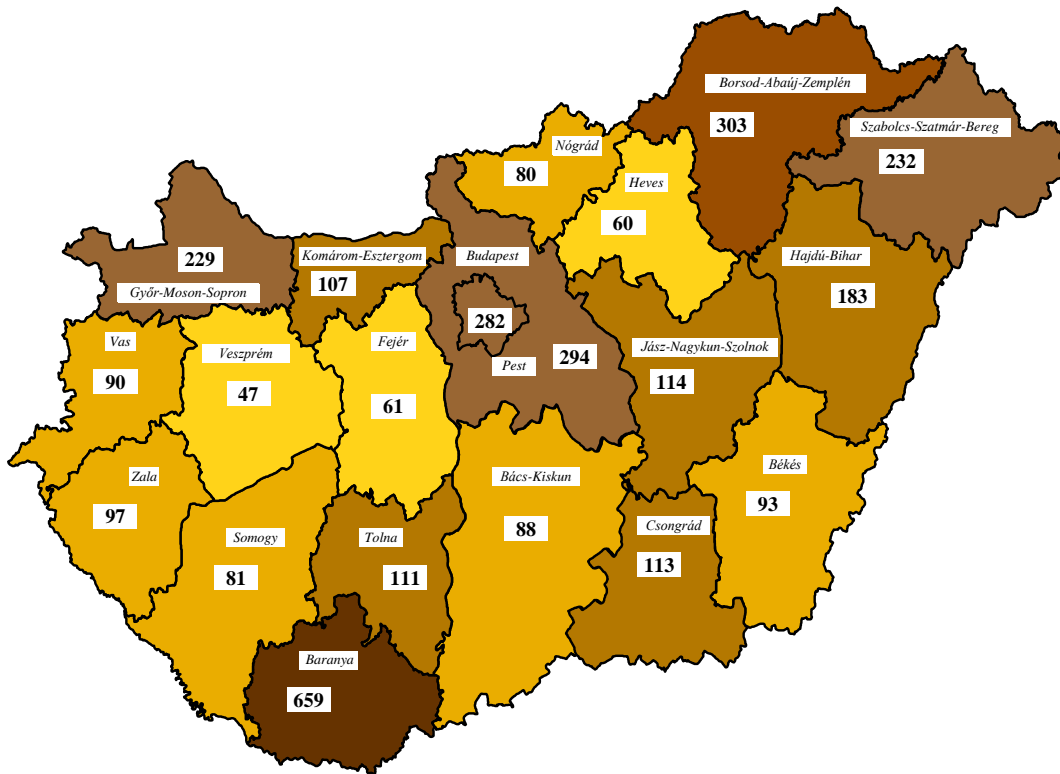 Borsod-Abaúj-Zemplén
303
Szabolcs-Szatmár-Bereg
232
Nógrád
80
Heves
60
229
Győr-Moson-Sopron
Komárom-Esztergom
107
Budapest
282
Pest
294
Hajdú-Bihar
183
Vas
90
Veszprém
47
Fejér
61
Jász-Nagykun-Szolnok
114
Zala
97
Somogy
81
Tolna
111
Bács-Kiskun
88
Csongrád
113
Békés
93
Baranya
659